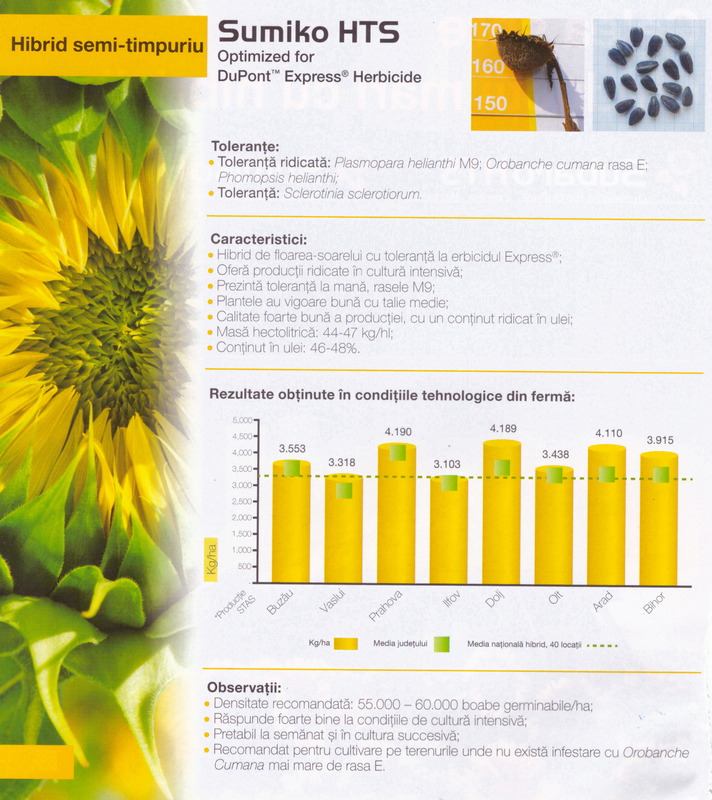 Hibrid semi-timpuriu
Sumiko HTS
Optimized for
DuPont™ Express® Herbicide
170
160
150
Toleranțe:
• Toleranță ridicată: Plasmopara helianthi M9; Orobanche cumana rasa E;
Phomopsis helianthi;
• Toleranță: Sclerotinia sclerotiorum.
Caracteristici:
• Hibrid de floarea-soarelui cu toleranță la erbicidul Express®;
• Oferă producții ridicate în cultură intensivă;
• Prezintă toleranță la mană, rasele M9;
• Plantele au vigoare bună cu talie medie;
• Calitate foarte bună a producției, cu un conținut ridicat în ulei;
• Masă hectolitrică: 44-47 kg/hl;
• Conținut în ulei: 46-48%.
Rezultate obținute în condițiile tehnologice din fermă:
5.000
4.500
4.000
3.500
3.000
2.500
2.000
1.500
1.000
500
Kg/ha
3.553
3.318
4.190
3.103
4.189
3.438
4.110
3.915
*Producție
STAS
Buzău
Vaslui
Prahova
Ilfov
Dolj
Olt
Arad
Bihor
Kg/ha
Media județului
Media națională hibrid, 40 locații
Observații:
• Densitate recomandată: 55.000 – 60.000 boabe germinabile/ha;
• Răspunde foarte bine la condițiile de cultură intensivă;
• Pretabil la semănat și în cultura succesivă;
• Recomandat pentru cultivare pe terenurile unde nu există infestare cu Orobanche
Cumana mai mare de rasa E.